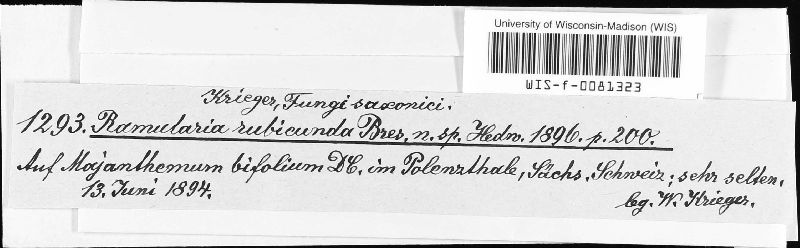 University of Wisconsin-Madison (WIS)
WIS-f-0081323
Krieger, Fungi saxonici.
1293. Ramularia rubicunda Bres. n. sp. Hedw. 1896. p. 200.
Auf Majanthemum bifolium DC. im Polenzthale, Sächs. Schweiz; sehr selten.
13. Juni 1894.
leg. W. Krieger.